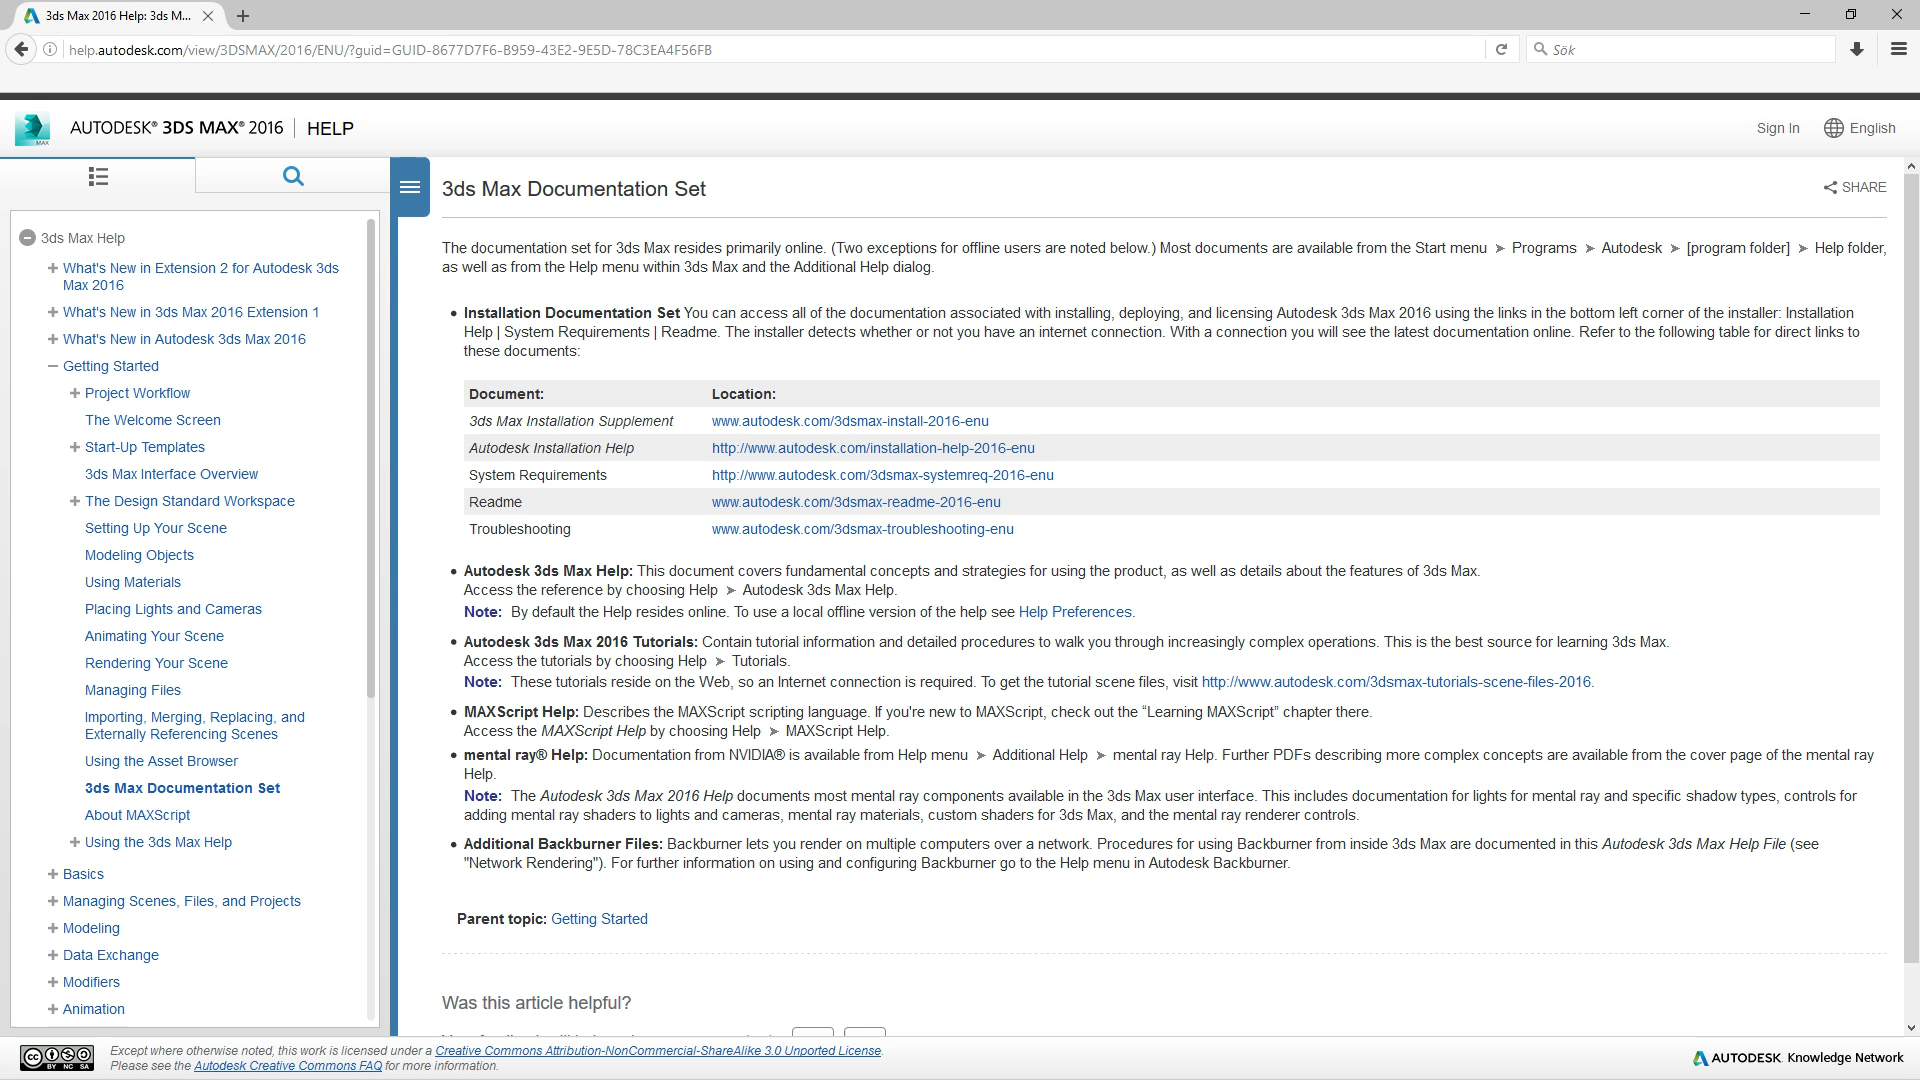 3ds Max 2016 Help: 3ds M...
help.autodesk.com/view/3DSMAX/2016/ENU/?guid=GUID-8677D7F6-B959-43E2-9E5D-78C3EA4F56FB
Sök
MAX
AUTODESK® 3DS MAX® 2016 | HELP
Sign In
English
3ds Max Help
What's New in Extension 2 for Autodesk 3ds
Max 2016
What's New in 3ds Max 2016 Extension 1
What's New in Autodesk 3ds Max 2016
Getting Started
Project Workflow
The Welcome Screen
Start-Up Templates
3ds Max Interface Overview
The Design Standard Workspace
Setting Up Your Scene
Modeling Objects
Using Materials
Placing Lights and Cameras
Animating Your Scene
Rendering Your Scene
Managing Files
Importing, Merging, Replacing, and
Externally Referencing Scenes
Using the Asset Browser
3ds Max Documentation Set
About MAXScript
Using the 3ds Max Help
Basics
Managing Scenes, Files, and Projects
Modeling
Data Exchange
Modifiers
Animation
3ds Max Documentation Set
SHARE
The documentation set for 3ds Max resides primarily online. (Two exceptions for offline users are noted below.) Most documents are available from the Start menu ➤ Programs ➤ Autodesk ➤ [program folder] ➤ Help folder,
as well as from the Help menu within 3ds Max and the Additional Help dialog.
• Installation Documentation Set You can access all of the documentation associated with installing, deploying, and licensing Autodesk 3ds Max 2016 using the links in the bottom left corner of the installer: Installation
Help | System Requirements | Readme. The installer detects whether or not you have an internet connection. With a connection you will see the latest documentation online. Refer to the following table for direct links to
these documents:
Document: Location:
3ds Max Installation Supplement www.autodesk.com/3dsmax-install-2016-enu
Autodesk Installation Help http://www.autodesk.com/installation-help-2016-enu
System Requirements http://www.autodesk.com/3dsmax-systemreq-2016-enu
Readme www.autodesk.com/3dsmax-readme-2016-enu
Troubleshooting www.autodesk.com/3dsmax-troubleshooting-enu
• Autodesk 3ds Max Help: This document covers fundamental concepts and strategies for using the product, as well as details about the features of 3ds Max.
Access the reference by choosing Help ➤ Autodesk 3ds Max Help.
Note: By default the Help resides online. To use a local offline version of the help see Help Preferences.
• Autodesk 3ds Max 2016 Tutorials: Contain tutorial information and detailed procedures to walk you through increasingly complex operations. This is the best source for learning 3ds Max.
Access the tutorials by choosing Help ➤ Tutorials.
Note: These tutorials reside on the Web, so an Internet connection is required. To get the tutorial scene files, visit http://www.autodesk.com/3dsmax-tutorials-scene-files-2016.
• MAXScript Help: Describes the MAXScript scripting language. If you're new to MAXScript, check out the “Learning MAXScript” chapter there.
Access the MAXScript Help by choosing Help ➤ MAXScript Help.
• mental ray® Help: Documentation from NVIDIA® is available from Help menu ➤ Additional Help ➤ mental ray Help. Further PDFs describing more complex concepts are available from the cover page of the mental ray
Help.
Note: The Autodesk 3ds Max 2016 Help documents most mental ray components available in the 3ds Max user interface. This includes documentation for lights for mental ray and specific shadow types, controls for
adding mental ray shaders to lights and cameras, mental ray materials, custom shaders for 3ds Max, and the mental ray renderer controls.
• Additional Backburner Files: Backburner lets you render on multiple computers over a network. Procedures for using Backburner from inside 3ds Max are documented in this Autodesk 3ds Max Help File (see
"Network Rendering"). For further information on using and configuring Backburner go to the Help menu in Autodesk Backburner.
Parent topic: Getting Started
Was this article helpful?
cc BY NC SA
Except where otherwise noted, this work is licensed under a Creative Commons Attribution-NonCommercial-ShareAlike 3.0 Unported License.
Please see the Autodesk Creative Commons FAQ for more information.
AUTODESK. Knowledge Network